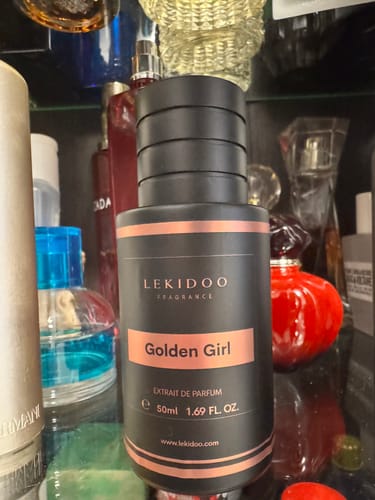 LEKIDOO
FRAGRANCE
Golden Girl
EXTRAIT DE PARFUM
℮ 50ml 1.69 FL. OZ.
www.lekidoo.com